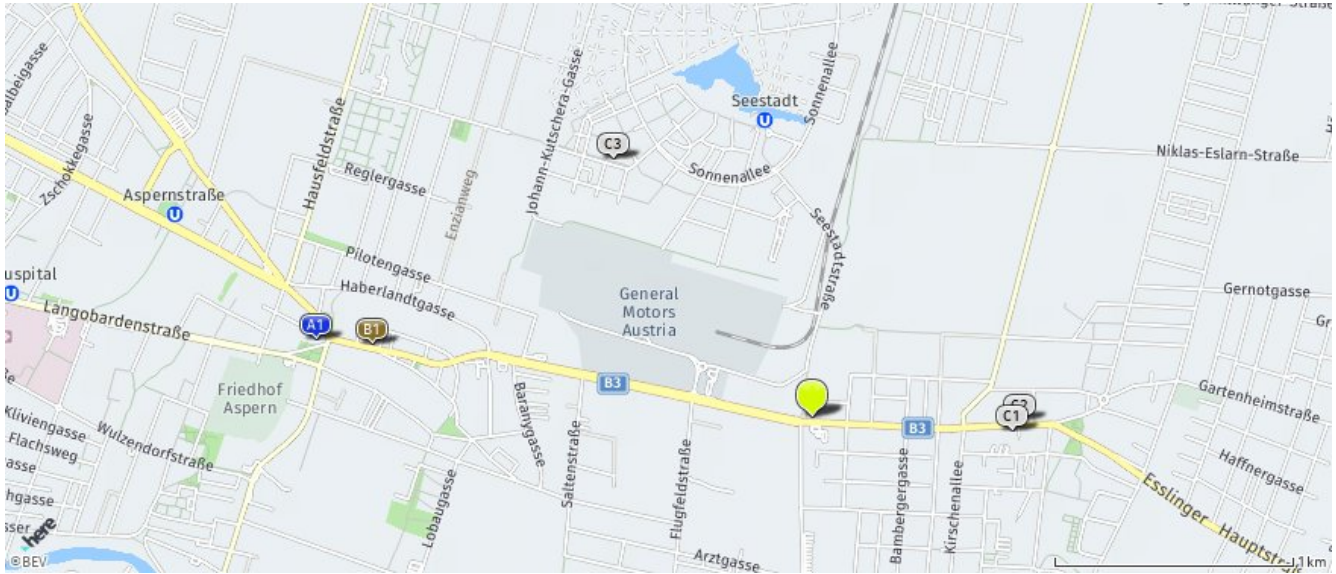 Hausfeldstraße
Zschokkegasse
Aspernstraße
U
Reglergasse
Enzianweg
Johann-Kutschera-Gasse
C3
Seestadt
U
Sonnenallee
Sonnenallee
Seestadtstraße
Niklas-Eslarn-Straße
Pilotengasse
Haberlandtgasse
General
Motors
Austria
Gernotgasse
U
Langobardenstraße
A1
B1
Friedhof
Aspern
B3
B3
C1
Gartenheimstraße
Kliviengasse
Flachsweg
Wulzendorfstraße
Baranygasse
Saltenstraße
Flugfeldstraße
Lobaugasse
Bambergergasse
Kirschenallee
Haffnergasse
Esslinger Hauptstraß
Arztgasse
here
©BEV
1km